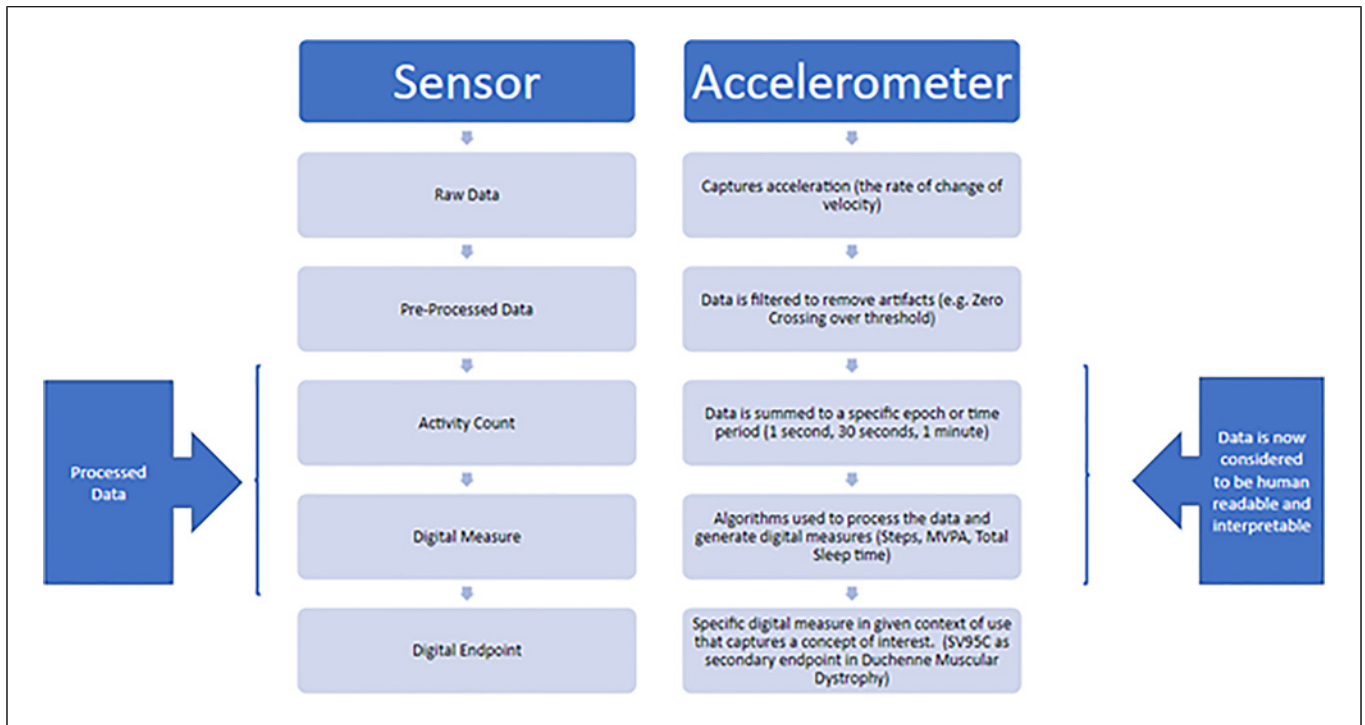 Sensor
Raw Data
Pre-Processed Data
Activity Count
Digital Measure
Digital Endpoint
Accelerometer
Captures acceleration (the rate of change of
velocity)
Data is filtered to remove artifacts (e.g. Zero
Crossing over threshold)
Data is summed to a specific epoch or time
period (1 second, 30 seconds, 1 minute)
Algorithms used to process the data and
generate digital measures (Steps, MVPA, Total
Sleep time)
Specific digital measure in given context of use
that captures a concept of interest. (SV95C as
secondary endpoint in Duchenne Muscular
Dystrophy)
Processed
Data
Data is now
considered
to be human
readable and
interpretable